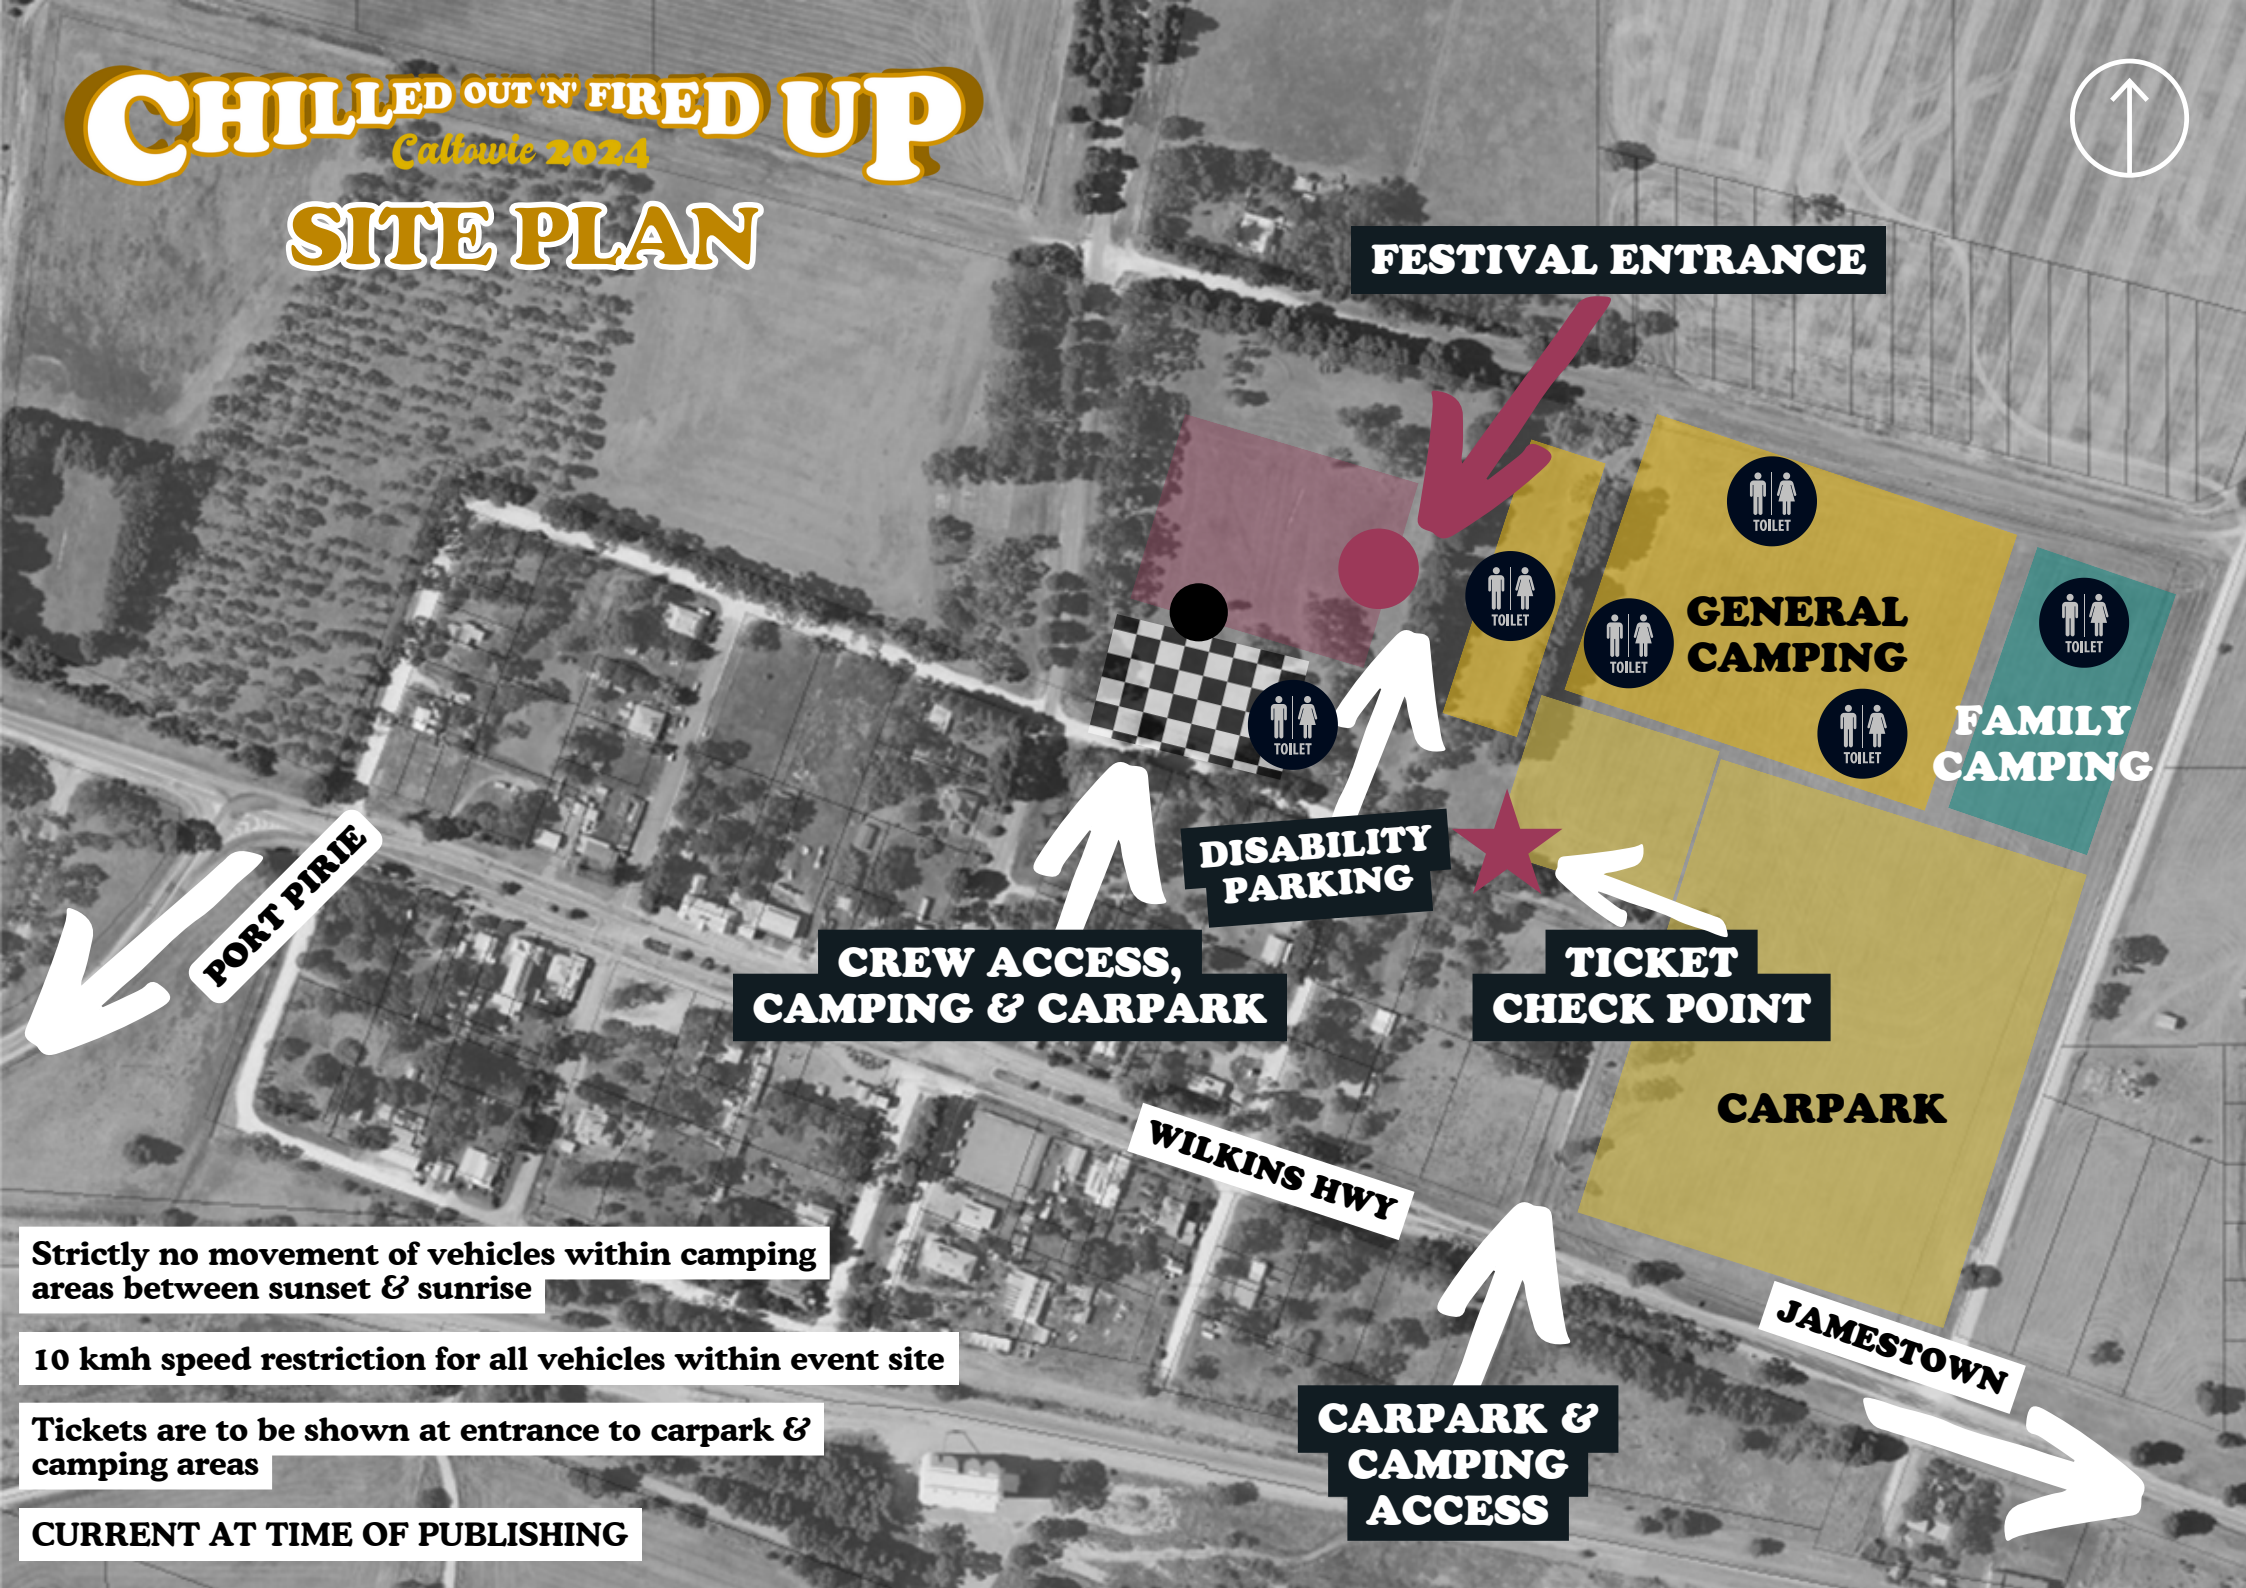 CHILLED OUT 'N' FIRED UP
Caltowie 2024
SITE PLAN
FESTIVAL ENTRANCE
TOILET
TOILET
TOILET
GENERAL
CAMPING
TOILET
TOILET
FAMILY
CAMPING
TOILET
DISABILITY
PARKING
PORT PIRIE
CREW ACCESS,
CAMPING & CARPARK
TICKET
CHECK POINT
CARPARK
WILKINS HWY
JAMESTOWN
CARPARK &
CAMPING
ACCESS
Strictly no movement of vehicles within camping
areas between sunset & sunrise
10 kmh speed restriction for all vehicles within event site
Tickets are to be shown at entrance to carpark &
camping areas
CURRENT AT TIME OF PUBLISHING